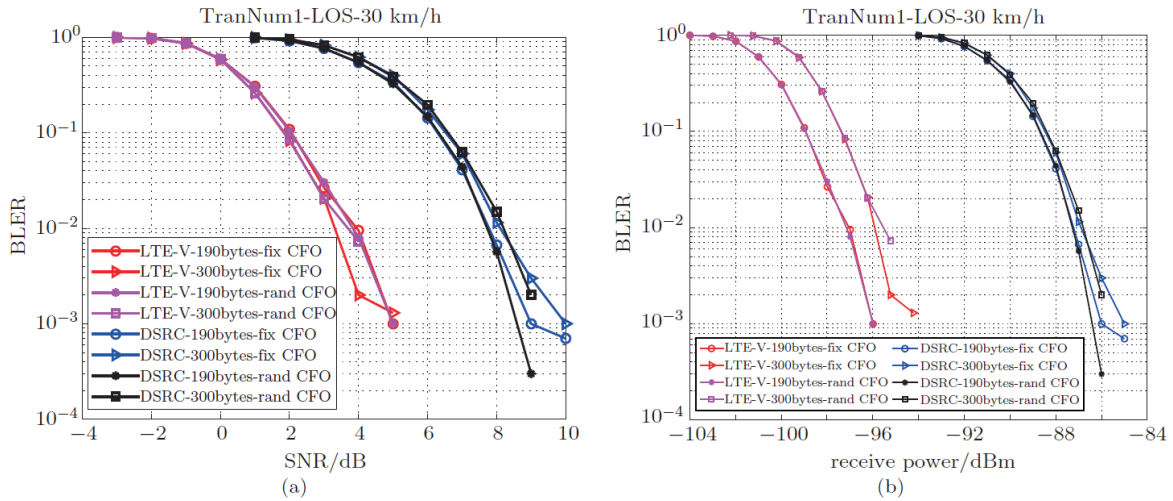 TranNum1-LOS-30 km/h
10^0
10^-1
10^-2
10^-3
10^-4
BLER
LTE-V-190bytes-fix CFO
LTE-V-300bytes-fix CFO
LTE-V-190bytes-rand CFO
LTE-V-300bytes-rand CFO
DSRC-190bytes-fix CFO
DSRC-300bytes-fix CFO
DSRC-190bytes-rand CFO
DSRC-300bytes-rand CFO
−4 −2 0 2 4 6 8 10
SNR/dB
(a)
TranNum1-LOS-30 km/h
10^0
10^-1
10^-2
10^-3
10^-4
BLER
LTE-V-190bytes-fix CFO DSRC-190bytes-fix CFO
LTE-V-300bytes-fix CFO DSRC-300bytes-fix CFO
LTE-V-190bytes-rand CFO DSRC-190bytes-rand CFO
LTE-V-300bytes-rand CFO DSRC-300bytes-rand CFO
−104 −100 −96 −92 −88 −84
receive power/dBm
(b)